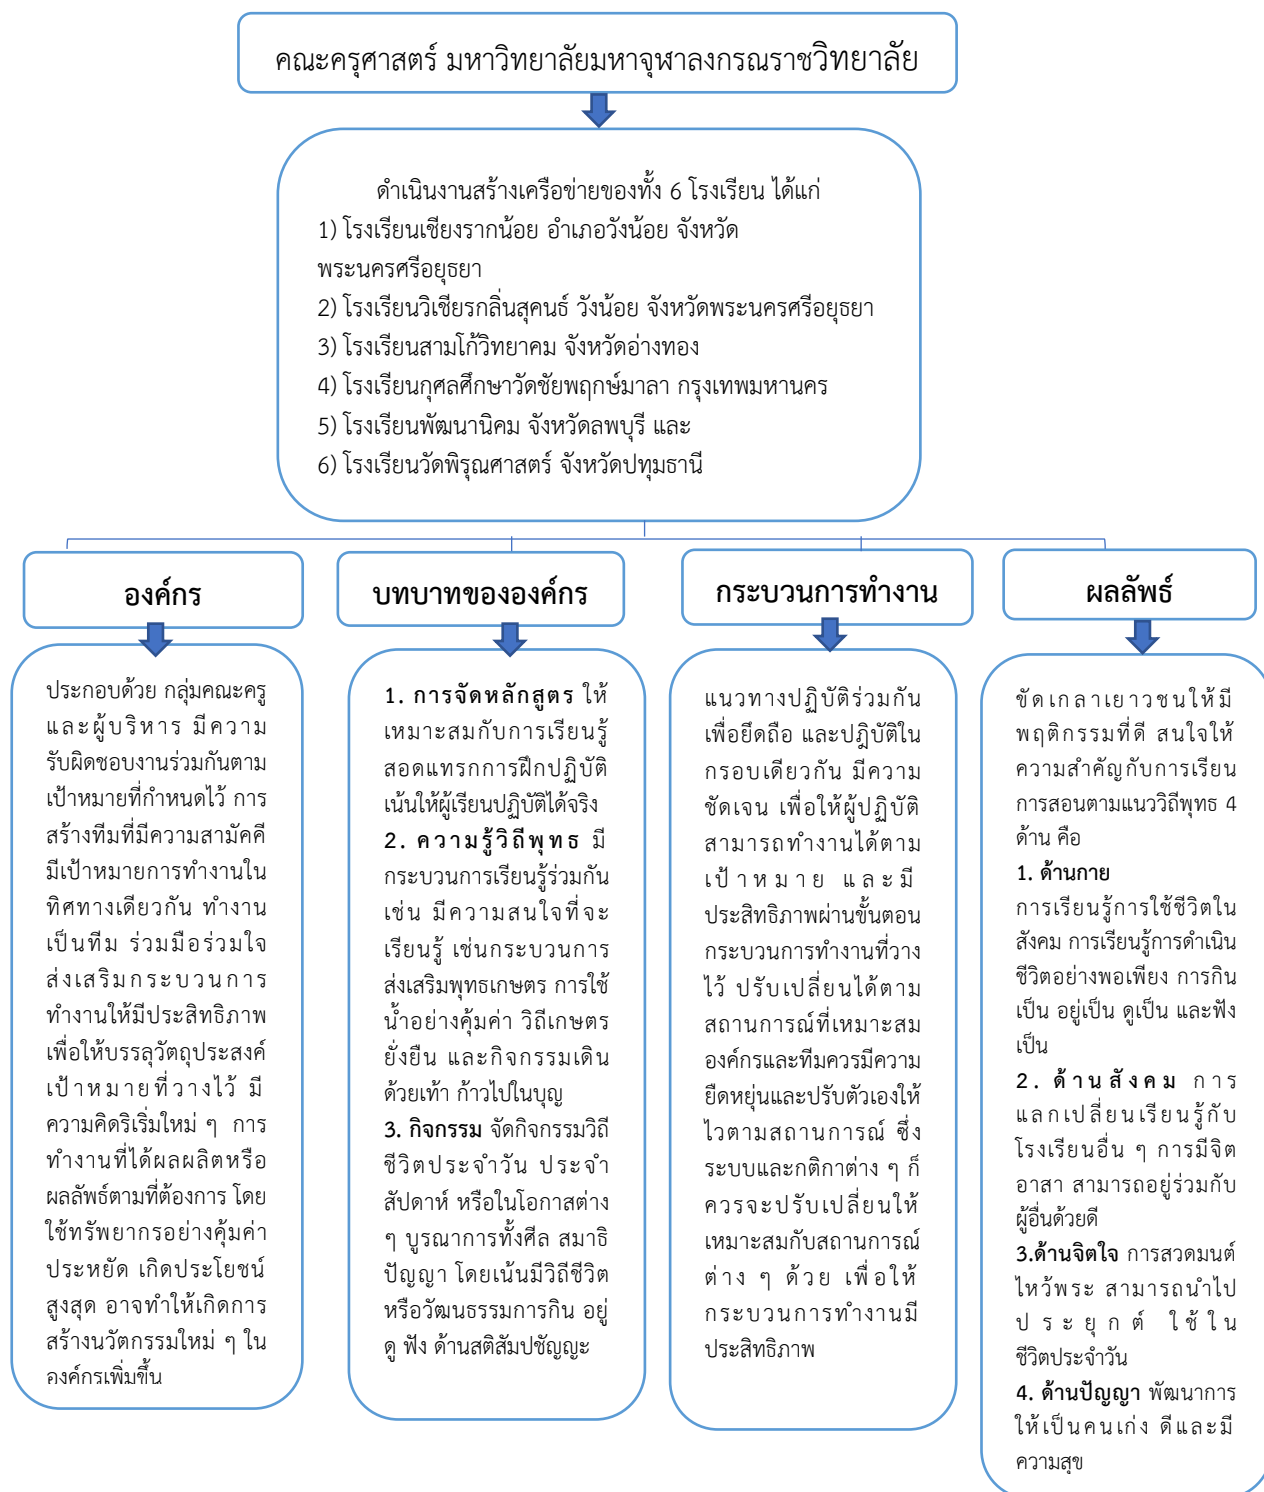 คณะครุศาสตร์ มหาวิทยาลัยมหาจุฬาลงกรณราชวิทยาลัย
ดำเนินงานสร้างเครือข่ายของทั้ง 6 โรงเรียน ได้แก่
1) โรงเรียนเชียงรากน้อย อำเภอวังน้อย จังหวัด
พระนครศรีอยุธยา
2) โรงเรียนวิเชียรกลิ่นสุคนธ์ วังน้อย จังหวัดพระนครศรีอยุธยา
3) โรงเรียนสามโก้วิทยาคม จังหวัดอ่างทอง
4) โรงเรียนกุศลศึกษาวัดชัยพฤกษ์มาลา กรุงเทพมหานคร
5) โรงเรียนพัฒนานิคม จังหวัดลพบุรี และ
6) โรงเรียนวัดพิรุณศาสตร์ จังหวัดปทุมธานี
องค์กร
ประกอบด้วย กลุ่มคณะครู
และผู้บริหาร มีความ
รับผิดชอบงานร่วมกันตาม
เป้าหมายที่กำหนดไว้ การ
สร้างทีมที่มีความสามัคคี
มีเป้าหมายการทำงานใน
ทิศทางเดียวกัน ทำงาน
เป็นทีม ร่วมมือร่วมใจ
ส่งเสริมกระบวนการ
ทำงานให้มีประสิทธิภาพ
เพื่อให้บรรลุวัตถุประสงค์
เป้าหมายที่วางไว้ มี
ความคิดริเริ่มใหม่ ๆ การ
ทำงานที่ได้ผลผลิตหรือ
ผลลัพธ์ตามที่ต้องการ โดย
ใช้ทรัพยากรอย่างคุ้มค่า
ประหยัด เกิดประโยชน์
สูงสุด อาจทำให้เกิดการ
สร้างนวัตกรรมใหม่ ๆ ใน
องค์กรเพิ่มขึ้น
บทบาทขององค์กร
1. การจัดหลักสูตร ให้
เหมาะสมกับการเรียนรู้
สอดแทรกการฝึกปฏิบัติ
เน้นให้ผู้เรียนปฏิบัติได้จริง
2. ความรู้วิถีพุทธ มี
กระบวนการเรียนรู้ร่วมกัน
เช่น มีความสนใจที่จะ
เรียนรู้ เช่นกระบวนการ
ส่งเสริมพุทธเกษตร การใช้
น้ำอย่างคุ้มค่า วิถีเกษตร
ยั่งยืน และกิจกรรมเดิน
ด้วยเท้า ก้าวไปในบุญ
3. กิจกรรม จัดกิจกรรมวิถี
ชีวิตประจำวัน ประจำ
สัปดาห์ หรือในโอกาสต่าง
ๆ บูรณาการทั้งศีล สมาธิ
ปัญญา โดยเน้นมีวิถีชีวิต
หรือวัฒนธรรมการกิน อยู่
ดู ฟัง ด้านสติสัมปชัญญะ
กระบวนการทำงาน
แนวทางปฏิบัติร่วมกัน
เพื่อยึดถือ และปฎิบัติใน
กรอบเดียวกัน มีความ
ชัดเจน เพื่อให้ผู้ปฏิบัติ
สามารถทำงานได้ตาม
เป้าหมาย และมี
ประสิทธิภาพผ่านขั้นตอน
กระบวนการทำงานที่วาง
ไว้ ปรับเปลี่ยนได้ตาม
สถานการณ์ที่เหมาะสม
องค์กรและทีมควรมีความ
ยืดหยุ่นและปรับตัวเองให้
ไวตามสถานการณ์ ซึ่ง
ระบบและกติกาต่าง ๆ ก็
ควรจะปรับเปลี่ยนให้
เหมาะสมกับสถานการณ์
ต่าง ๆ ด้วย เพื่อให้
กระบวนการทำงานมี
ประสิทธิภาพ
ผลลัพธ์
ขัดเกลาเยาวชนให้มี
พฤติกรรมที่ดี สนใจให้
ความสำคัญกับการเรียน
การสอนตามแนววิถีพุทธ 4
ด้าน คือ
1. ด้านกาย
การเรียนรู้การใช้ชีวิตใน
สังคม การเรียนรู้การดำเนิน
ชีวิตอย่างพอเพียง การกิน
เป็น อยู่เป็น ดูเป็น และฟัง
เป็น
2. ด้านสังคม การ
แลกเปลี่ยนเรียนรู้กับ
โรงเรียนอื่น ๆ การมีจิต
อาสา สามารถอยู่ร่วมกับ
ผู้อื่นด้วยดี
3.ด้านจิตใจ การสวดมนต์
ไหว้พระ สามารถนำไป
ประยุกต์ ใช้ใน
ชีวิตประจำวัน
4. ด้านปัญญา พัฒนาการ
ให้เป็นคนเก่ง ดีและมี
ความสุข